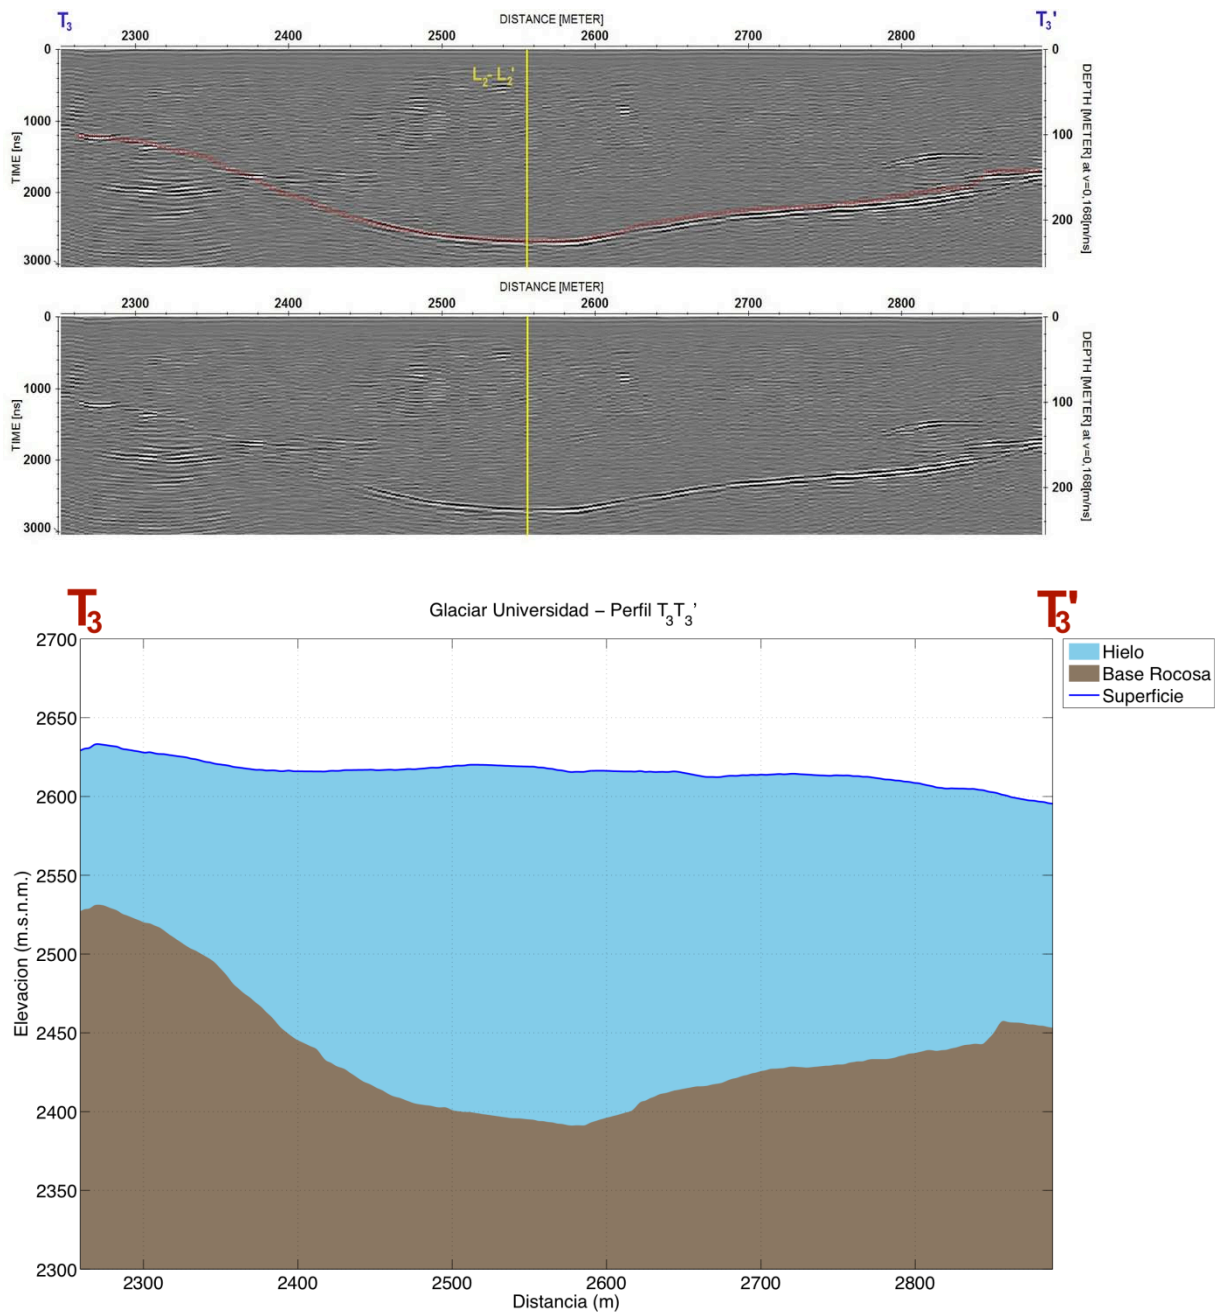 T3 DISTANCE [METER] T3'
2300 2400 2500 2600 2700 2800
0 0
L2- L2'
1000 100
2000 200
3000
TIME [ns]
DEPTH [METER] at v=0,168[m/ns]
DISTANCE [METER]
2300 2400 2500 2600 2700 2800
0 0
1000 100
2000 200
3000
TIME [ns]
DEPTH [METER] at v=0,168[m/ns]
T3 T3'
Glaciar Universidad – Perfil T3T3'
2700
2650
2600
2550
2500
2450
2400
2350
2300
Elevacion (m.s.n.m.)
Hielo
Base Rocosa
Superficie
2300 2400 2500 2600 2700 2800
Distancia (m)